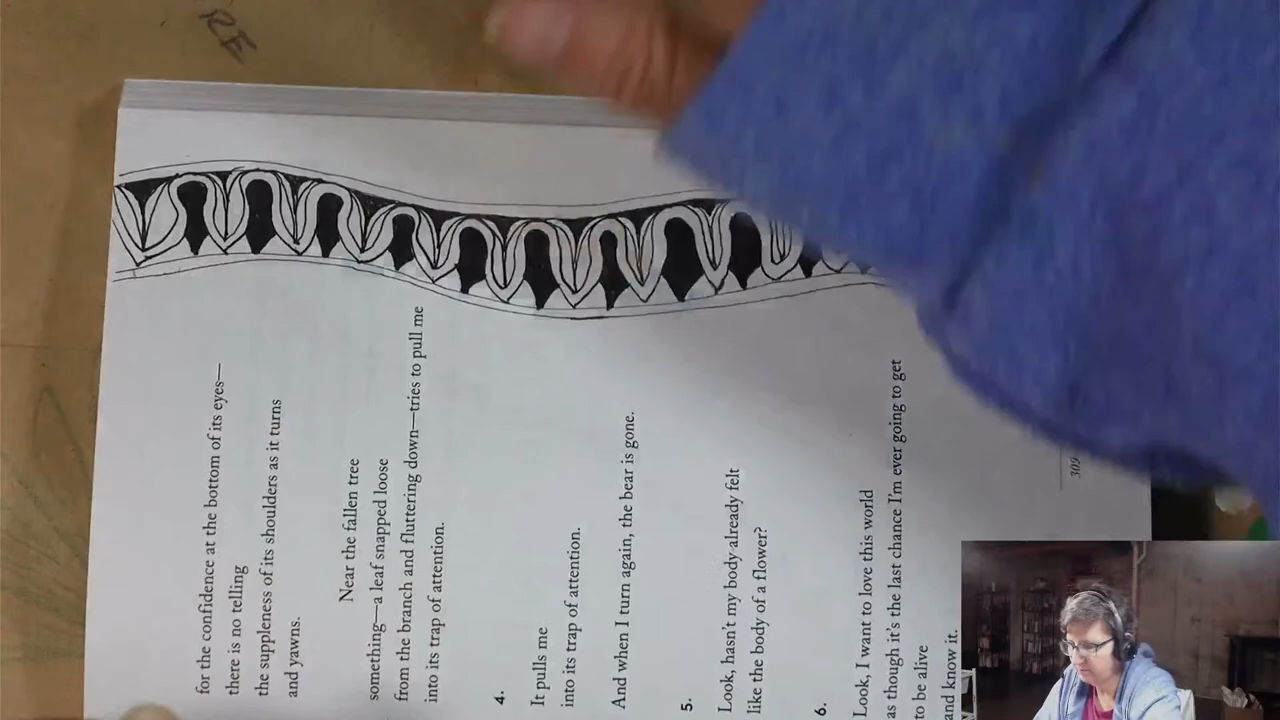 RE
for the confidence at the bottom of its eyes—
there is no telling
the suppleness of its shoulders as it turns
and yawns.
Near the fallen tree
something—a leaf snapped loose
from the branch and fluttering down—tries to pull me
into its trap of attention.
4.
It pulls me
into its trap of attention.
And when I turn again, the bear is gone.
5.
Look, hasn't my body already felt
like the body of a flower?
6.
Look, I want to love this world
as though it's the last chance I'm ever going to get
to be alive
and know it.
309